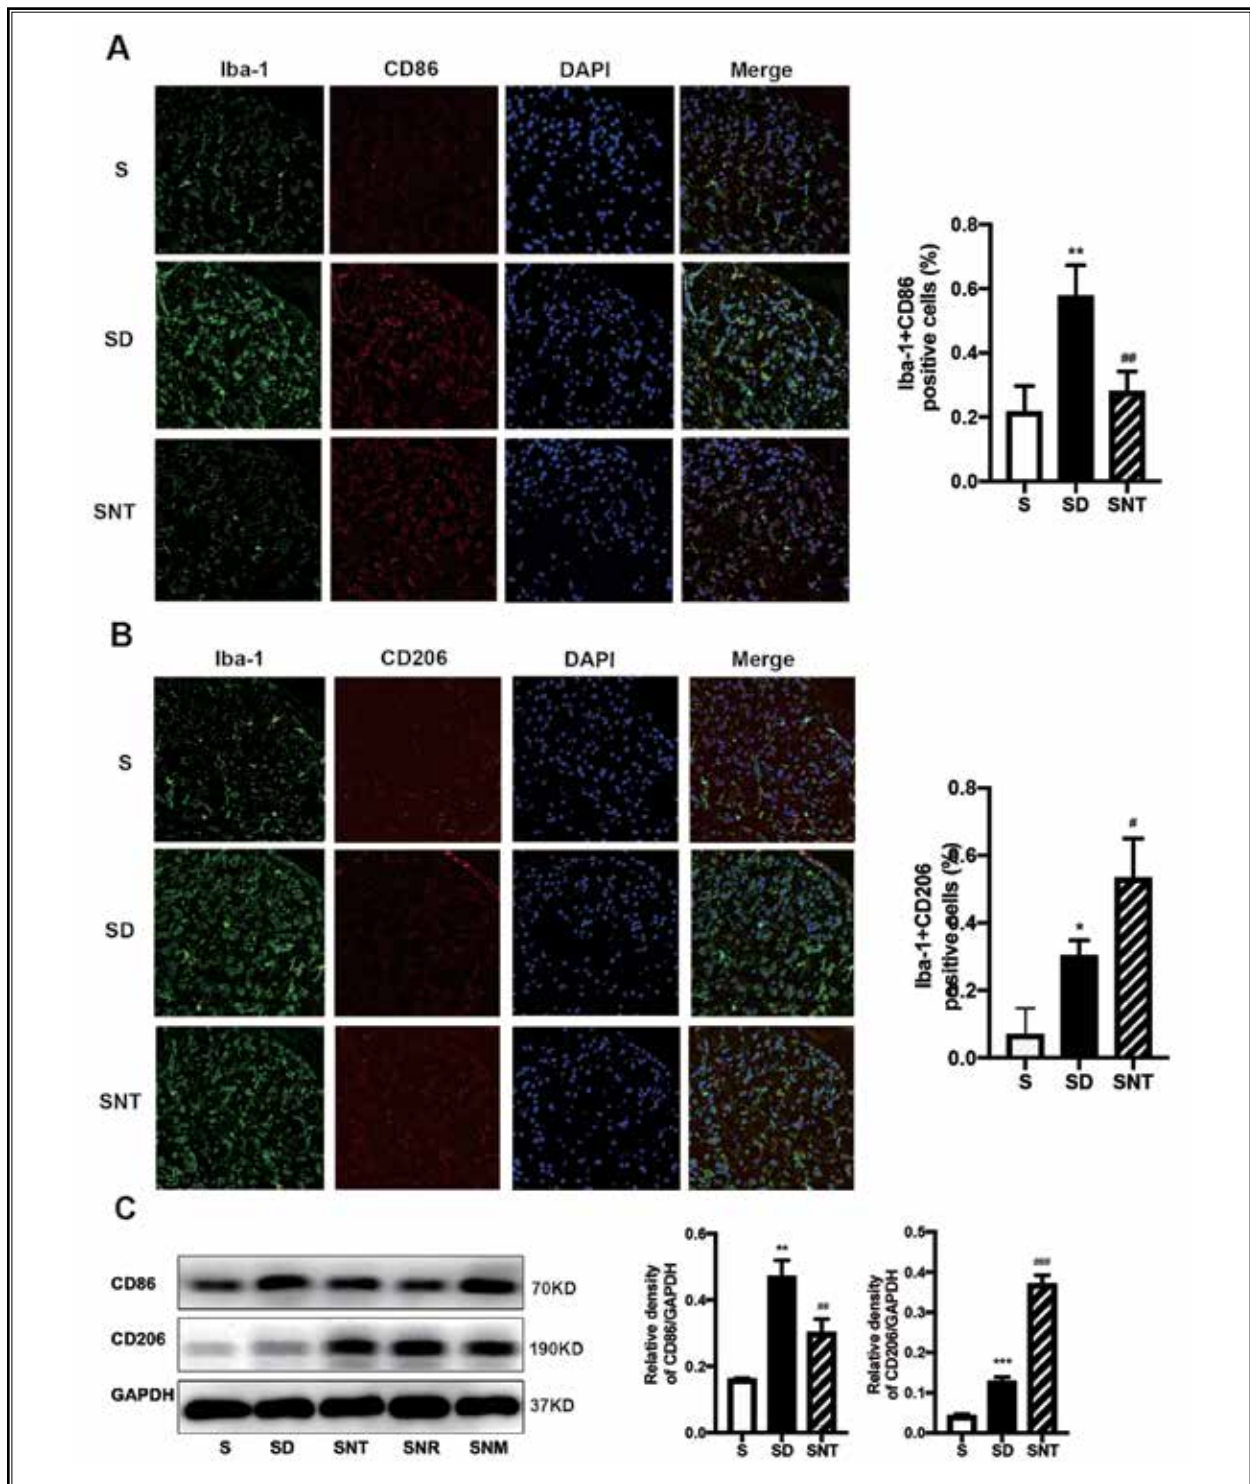 A
Iba-1 CD86 DAPI Merge
S
SD
SNT
Iba-1+CD86
positive cells (%)
0.8
0.6
0.4
0.2
0.0
**
##
S SD SNT
B
Iba-1 CD206 DAPI Merge
S
SD
SNT
Iba-1+CD206
positive cells (%)
0.8
0.6
0.4
0.2
0.0
*
#
S SD SNT
C
CD86 70KD
CD206 190KD
GAPDH 37KD
S SD SNT SNR SNM
Relative density
of CD86/GAPDH
0.6
0.4
0.2
0.0
**
##
S SD SNT
Relative density
of CD206/GAPDH
0.5
0.4
0.3
0.2
0.1
0.0
***
###
S SD SNT